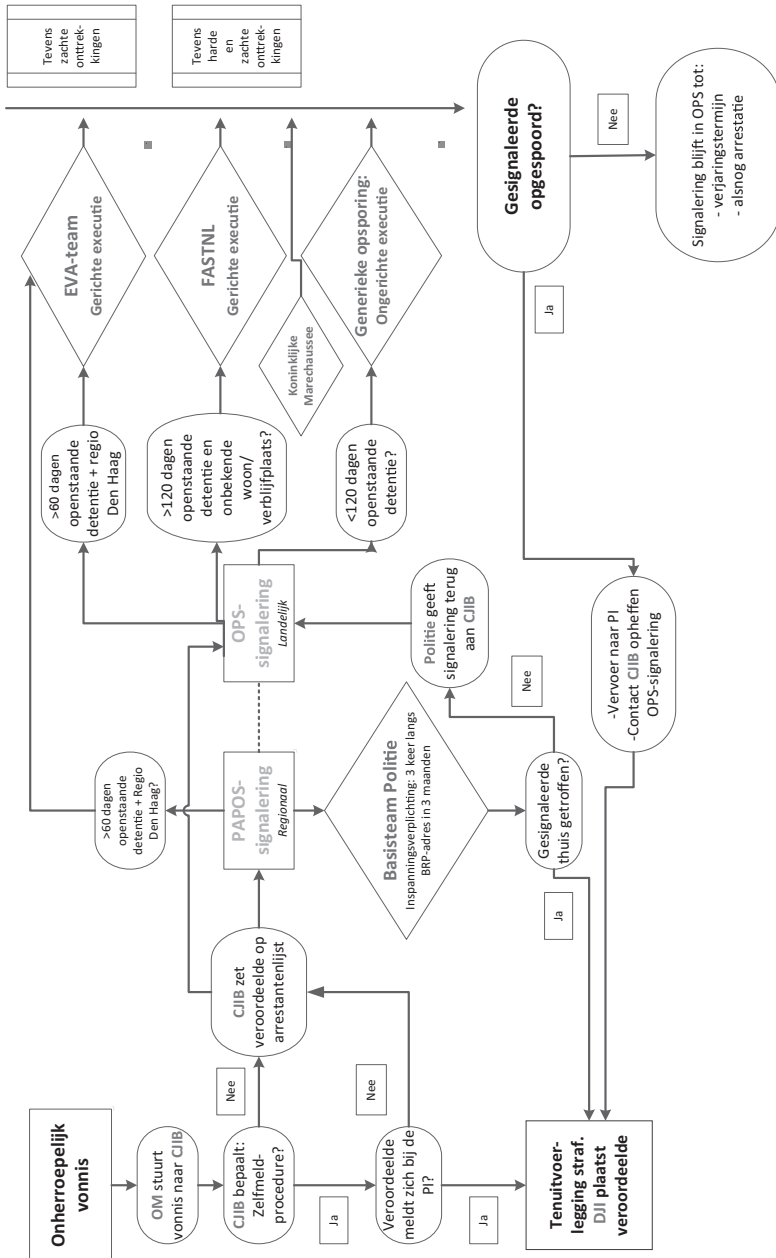 Onherroepelijk
vonnis
OM stuurt
vonnis naar CJIB
CJIB bepaalt:
Zelfmeld-
procedure?
Nee
Ja
Veroordeelde
meldt zich bij de
PI?
Nee
Ja
Tenuitvoer-
legging straf.
DJI plaatst
veroordeelde
CJIB zet
veroordeelde op
arrestantenlijst
>60 dagen
openstaande
detentie + Regio
Den Haag?
PAPOS-
signalering
Regionaal
Basisteam Politie
Inspanningsverplichting: 3 keer langs
BRP-adres in 3 maanden
Gesignaleerde
thuis getroffen?
Ja
Nee
Politie geeft
signalering terug
aan CJIB
OPS-
signalering
Landelijk
>60 dagen
openstaande
detentie + regio
Den Haag
>120 dagen
openstaande
detentie en
onbekende
woon/
verblijfplaats?
<120 dagen
openstaande
detentie?
EVA-team
Gerichte executie
FASTNL
Gerichte executie
Koninklijke
Marechaussee
Generieke opsporing:
Ongerichte executie
Tevens
zachte
onttrek-
kingen
Tevens
harde
en
zachte
onttrek-
kingen
Gesignaleerde
opgespoord?
Ja
Nee
-Vervoer naar PI
-Contact CJIB opheffen
OPS-signalering
Signalering blijft in OPS tot:
- verjaringstermijn
- alsnog arrestatie